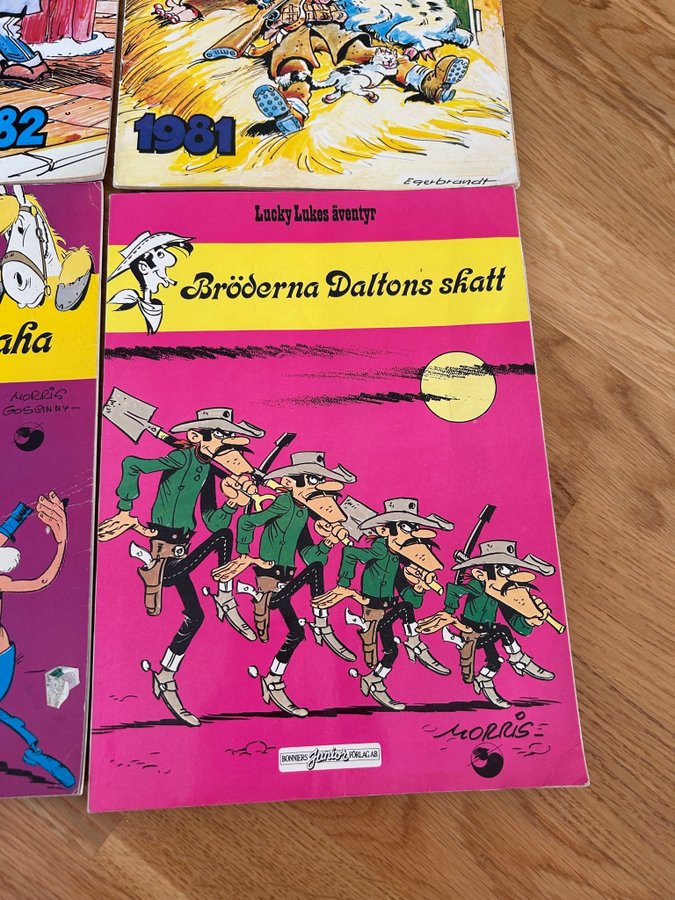 82
1981
Egerbrandt
Lucky Lukes äventyr
Bröderna Daltons skatt
aha
MORRIS
GOSCINNY
MORRIS
BONNIERS Junior FÖRLAG AB